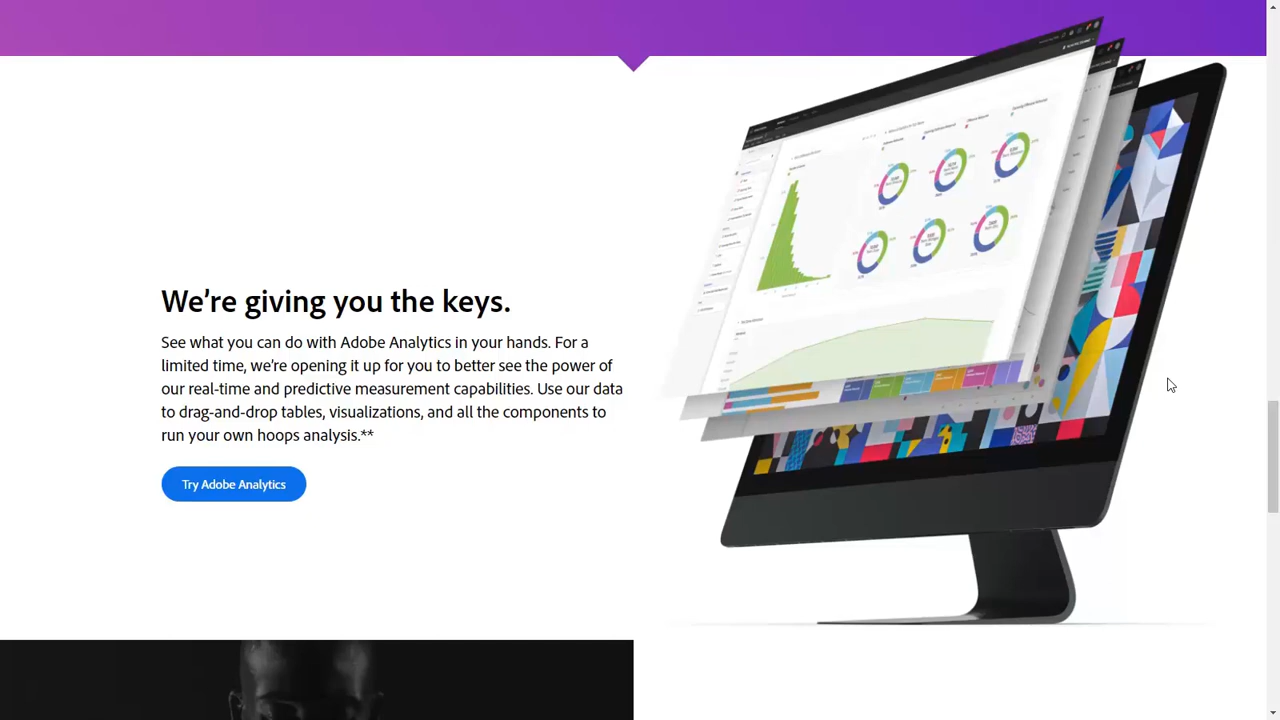 We’re giving you the keys.
See what you can do with Adobe Analytics in your hands. For a
limited time, we’re opening it up for you to better see the power of
our real-time and predictive measurement capabilities. Use our data
to drag-and-drop tables, visualizations, and all the components to
run your own hoops analysis.**
Try Adobe Analytics